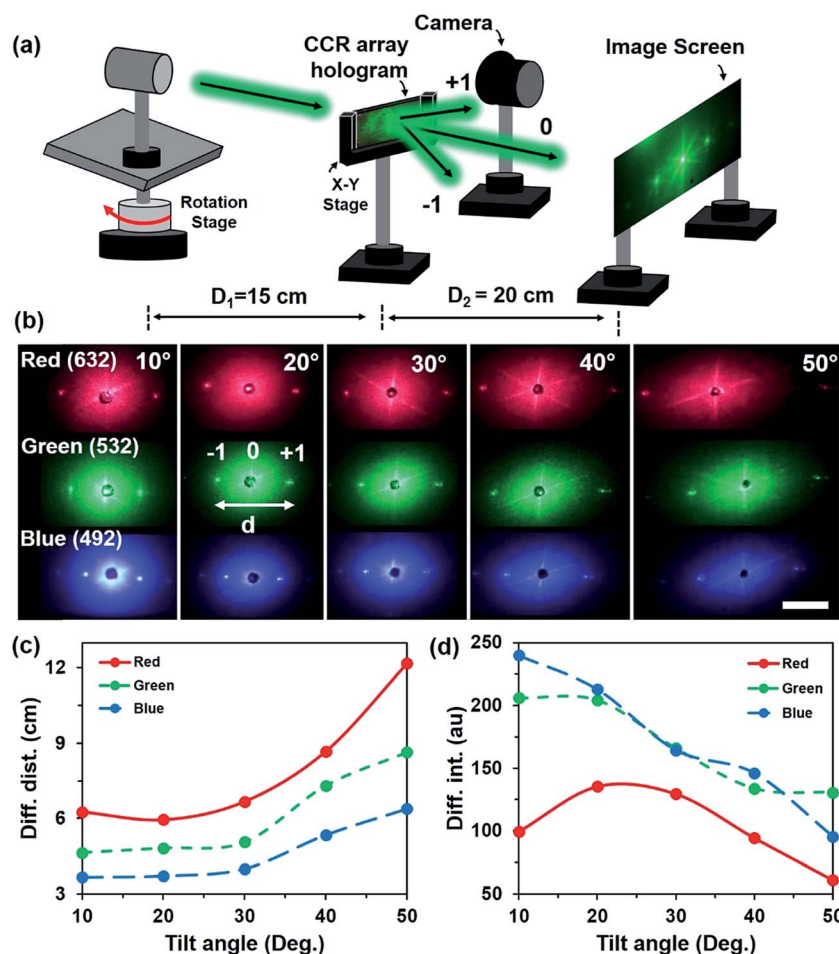 (a)
Camera
CCR array
hologram
Image Screen
+1
0
-1
X-Y
Stage
Rotation
Stage
D₁=15 cm
D₂ = 20 cm
(b)
Red (632)
10°
20°
30°
40°
50°
Green (532)
-1 0 +1
d
Blue (492)
(c)
12
9
6
3
Diff. dist. (cm)
Red
Green
Blue
10 20 30 40 50
Tilt angle (Deg.)
(d)
250
200
150
100
50
Diff. int. (au)
Red
Green
Blue
10 20 30 40 50
Tilt angle (Deg.)